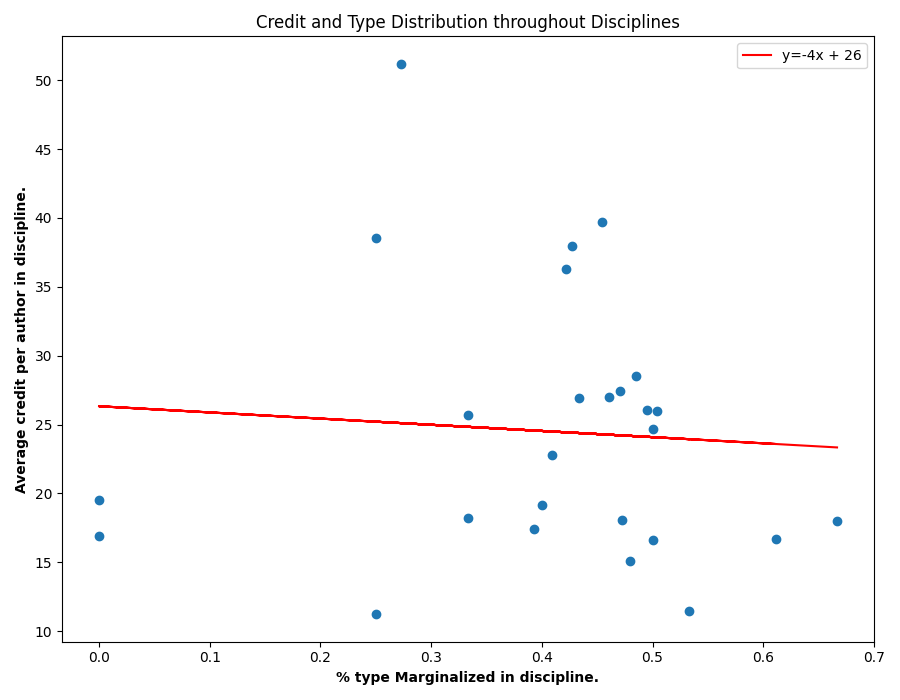 Credit and Type Distribution throughout Disciplines
y=-4x + 26
50
45
40
35
30
25
20
15
10
Average credit per author in discipline.
0.0 0.1 0.2 0.3 0.4 0.5 0.6 0.7
% type Marginalized in discipline.